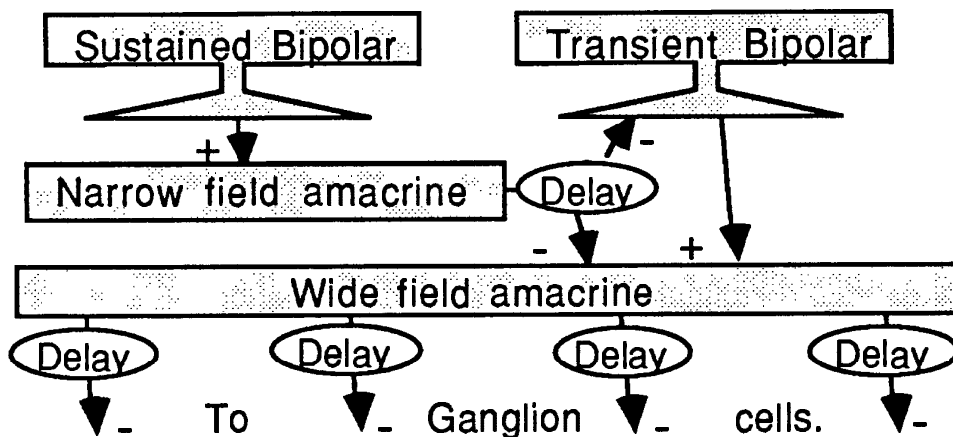 Sustained Bipolar
Transient Bipolar
+
-
Narrow field amacrine
Delay
- +
Wide field amacrine
Delay Delay Delay Delay
- To - Ganglion - cells. -